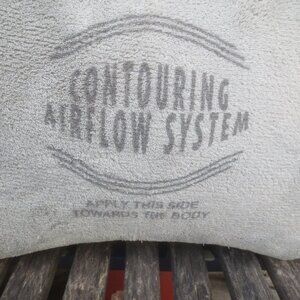 CONTOURING
AIRFLOW SYSTEM
APPLY THIS SIDE
TOWARDS THE BODY